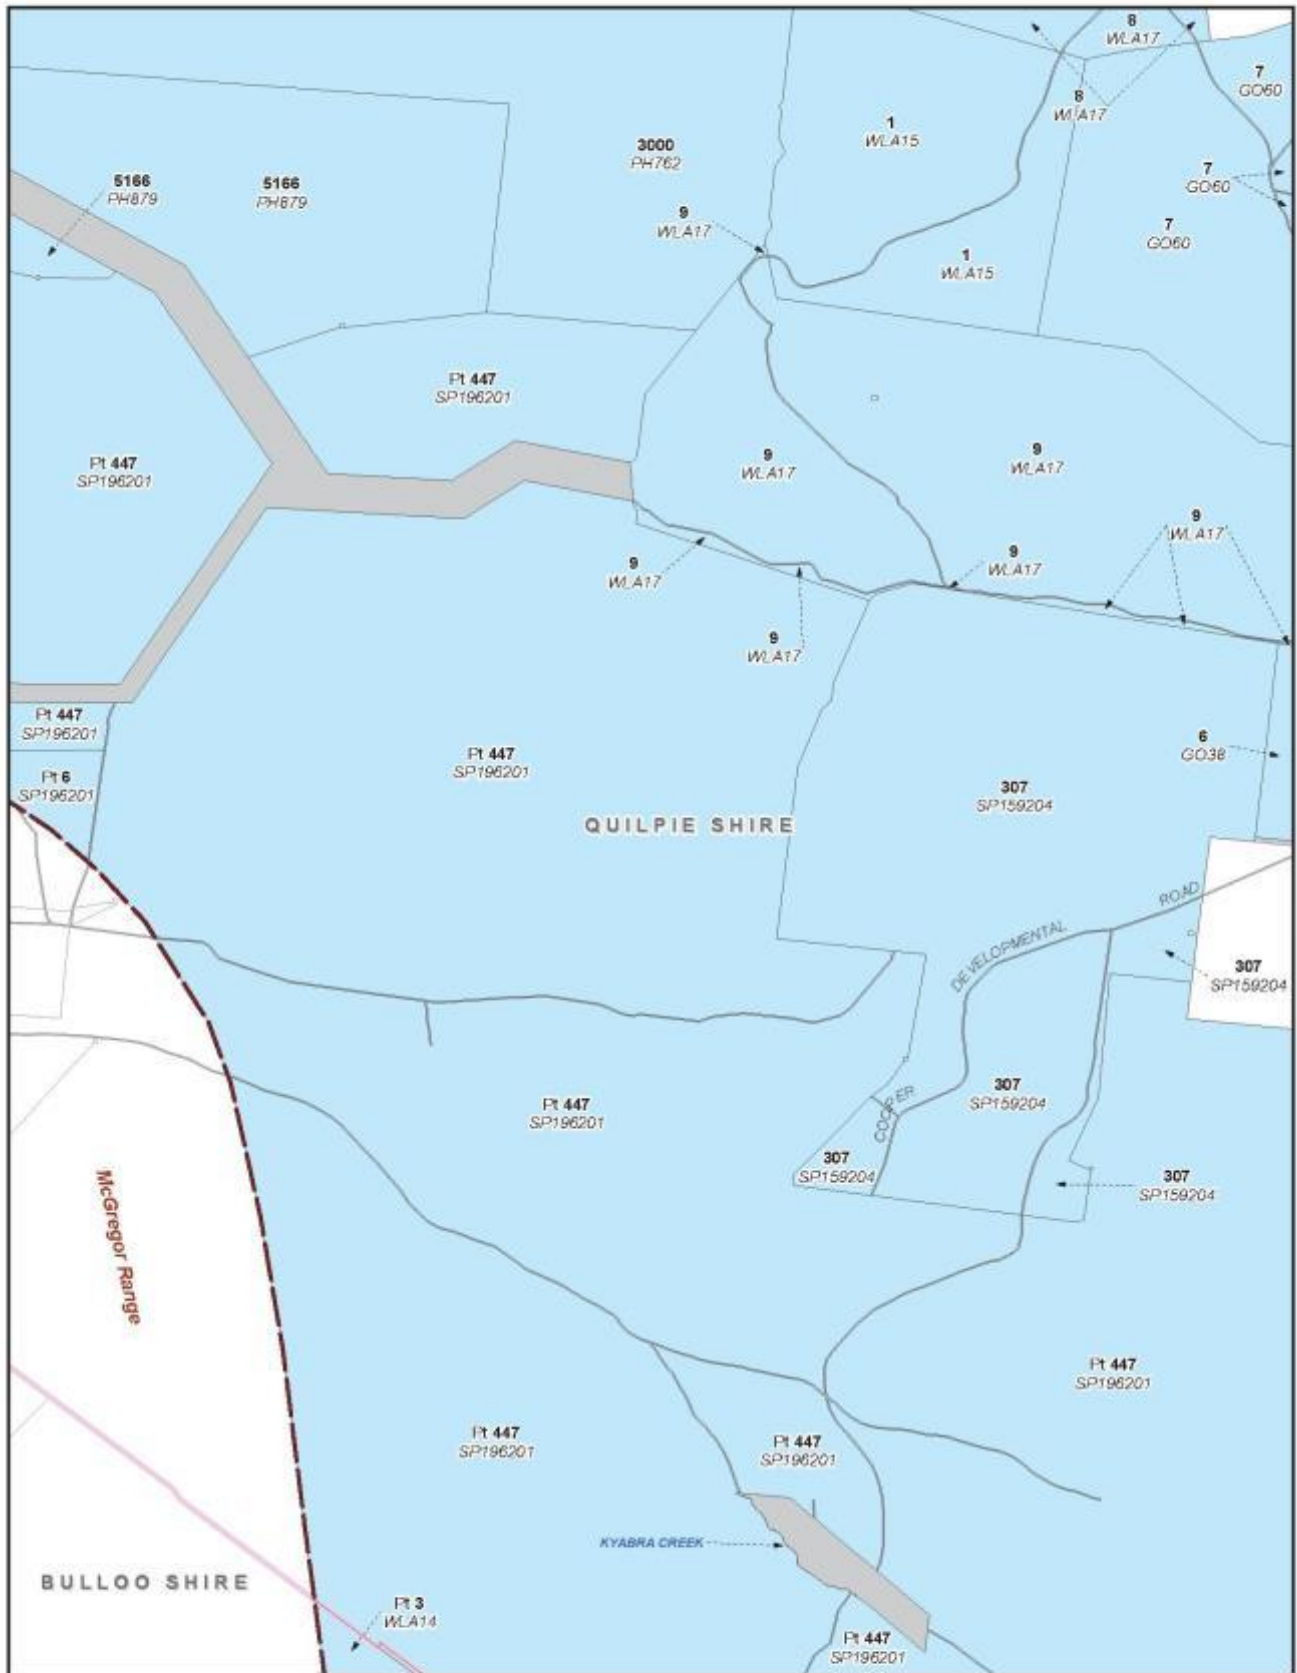 8
WLA17
7
GO60
8
WLA17
1
WLA15
3000
PH762
5166
PH879
5166
PH879
7
GO60
9
WLA17
7
GO60
1
WLA15
Pt 447
SP196201
Pt 447
SP196201
9
WLA17
9
WLA17
9
WLA17
9
WLA17
9
WLA17
9
WLA17
Pt 447
SP196201
Pt 447
SP196201
6
GO38
Pt 6
SP196201
307
SP159204
QUILPIE SHIRE
DEVELOPMENTAL
ROAD
307
SP159204
COOPER
307
SP159204
Pt 447
SP196201
307
SP159204
307
SP159204
McGregor Range
Pt 447
SP196201
Pt 447
SP196201
Pt 447
SP196201
KYABRA CREEK
BULLOO SHIRE
Pt 3
WLA14
Pt 447
SP196201